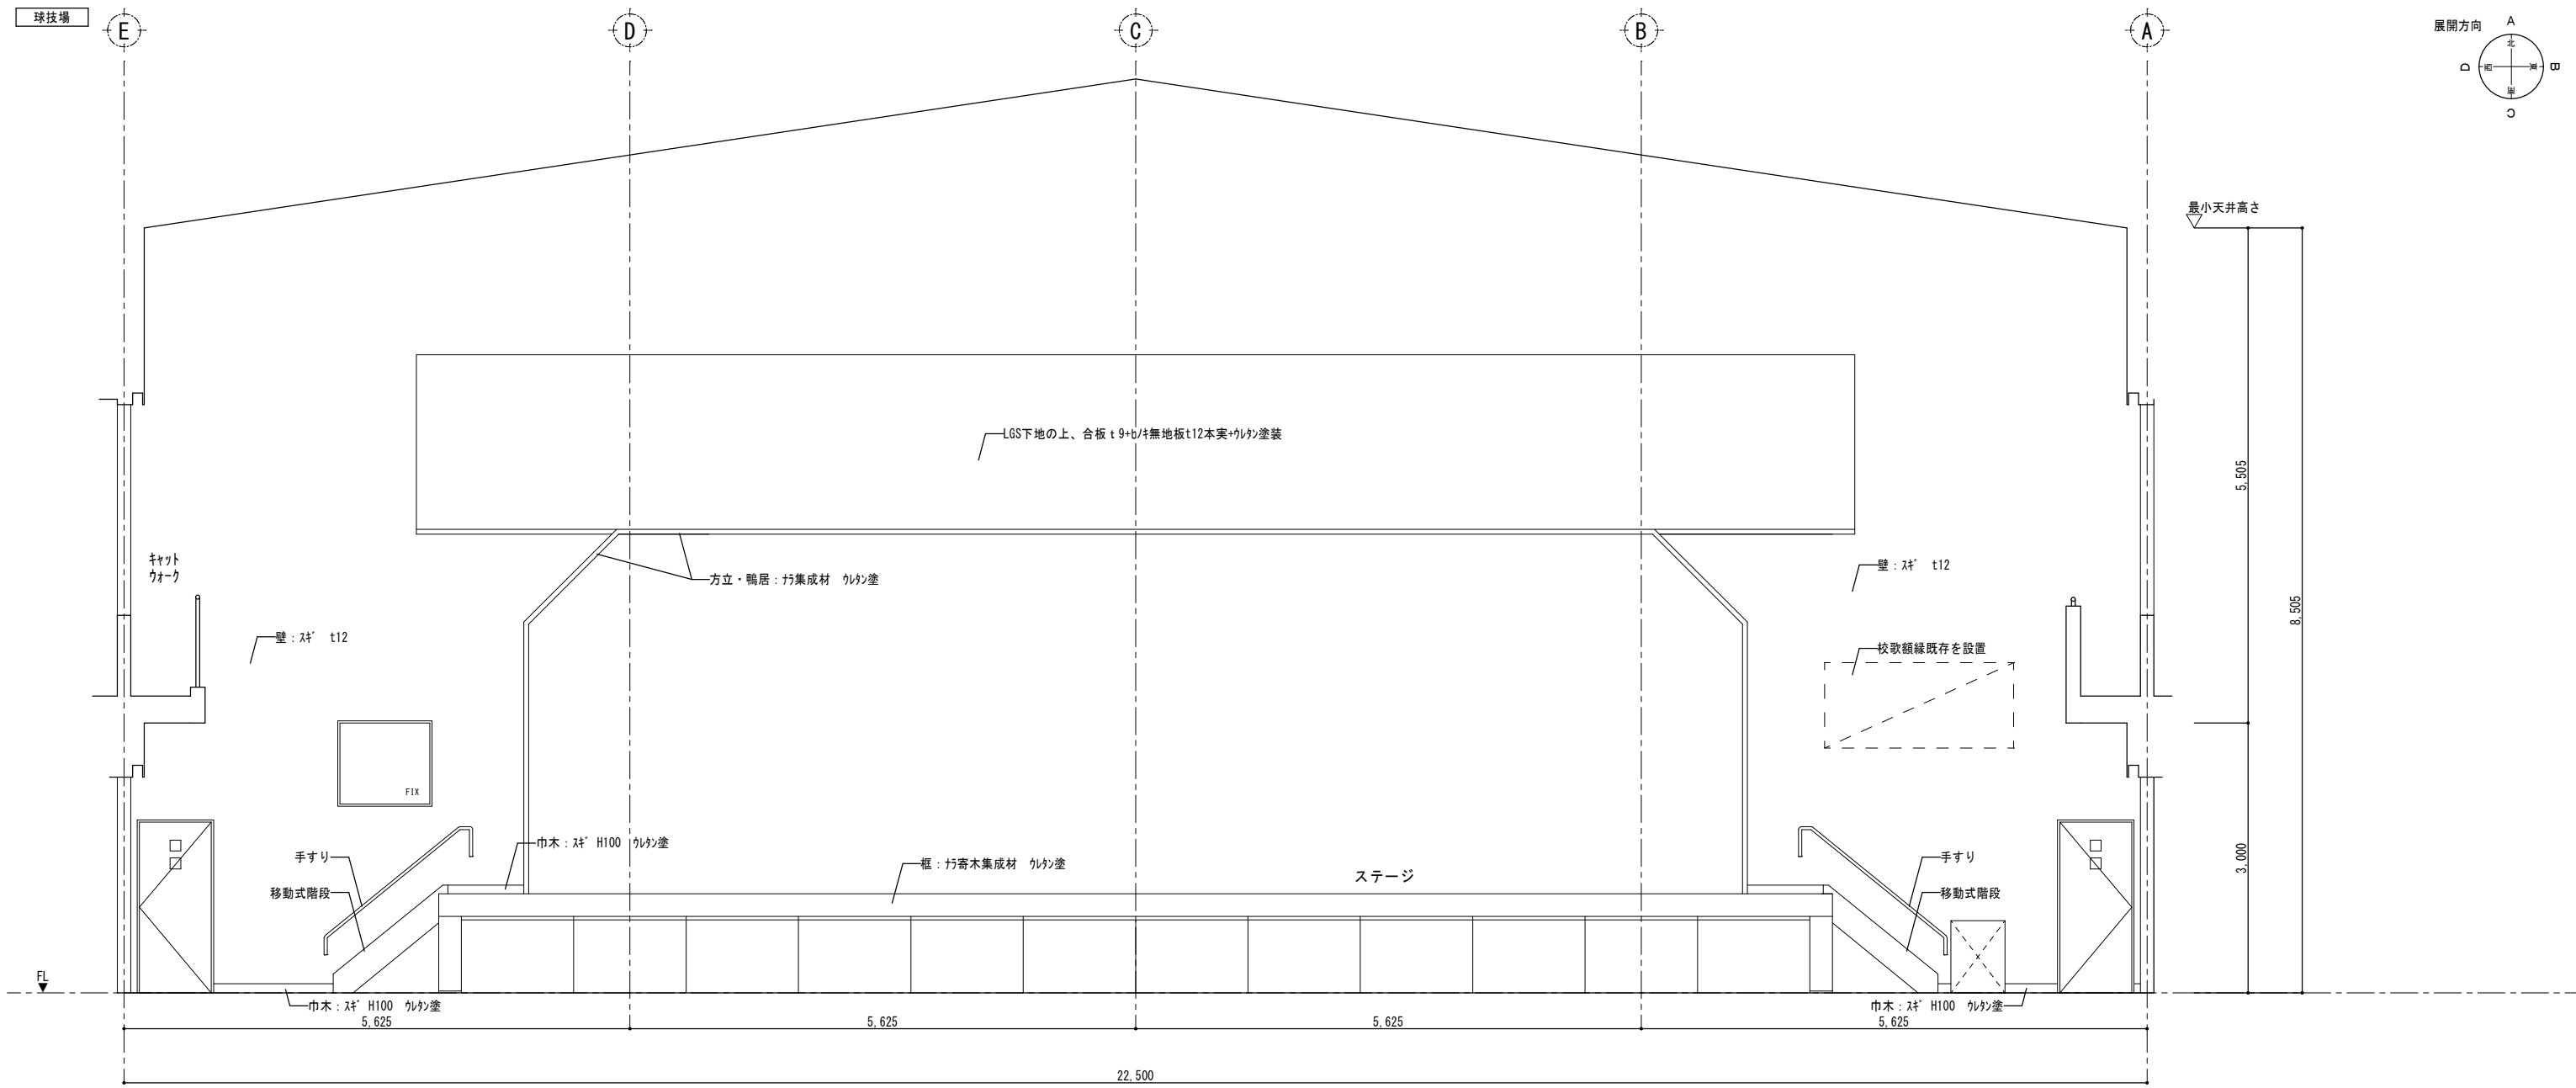 球技場
E
D
C
B
A
展開方向
A
北
D
西
東
B
南
C
最小天井高さ
5,505
8,505
3,000
LGS下地の上、合板ｔ9+ﾋﾉｷ無地板t12本実+ｳﾚﾀﾝ塗装
ｷｬｯﾄ
ｳｫｰｸ
方立・鴨居：ﾅﾗ集成材　ｳﾚﾀﾝ塗
壁：ｽｷﾞ　t12
壁：ｽｷﾞ　t12
校歌額縁既存を設置
FIX
巾木：ｽｷﾞ H100　ｳﾚﾀﾝ塗
框：ﾅﾗ寄木集成材　ｳﾚﾀﾝ塗
ステージ
手すり
移動式階段
手すり
移動式階段
FL
巾木：ｽｷﾞ H100　ｳﾚﾀﾝ塗
巾木：ｽｷﾞ H100　ｳﾚﾀﾝ塗
5,625
5,625
5,625
5,625
22,500